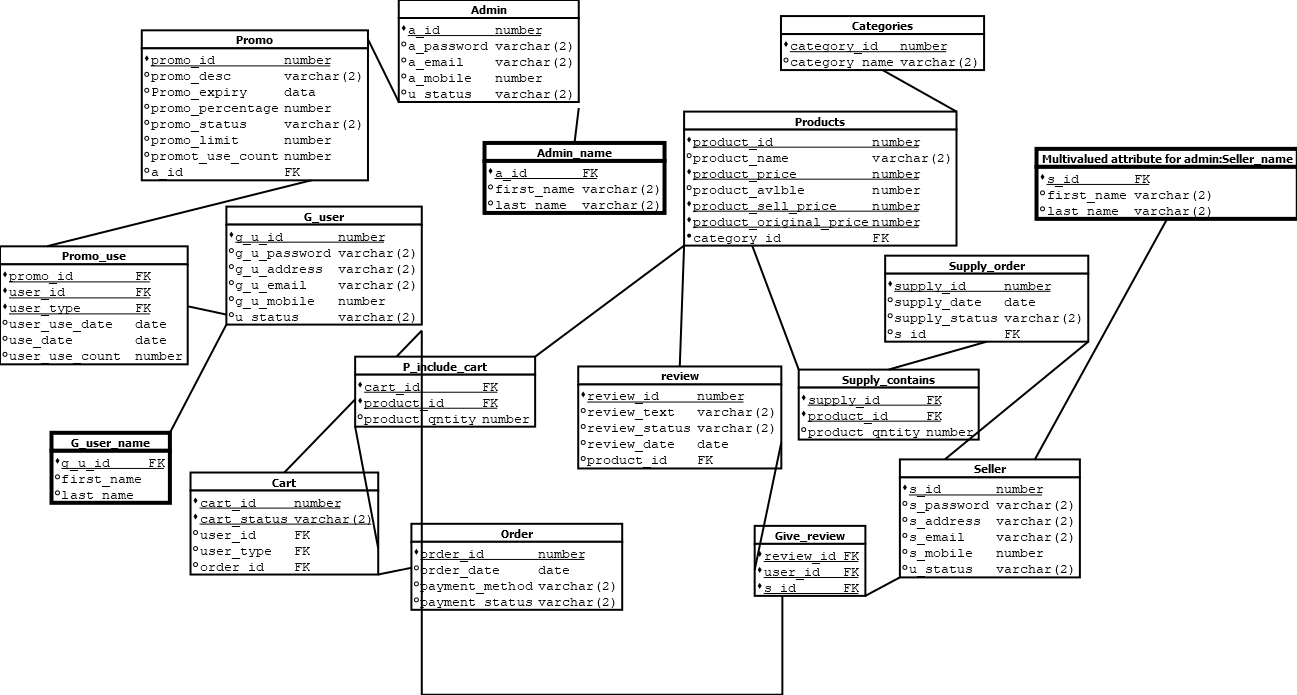 Admin
a_id number
a_password varchar(2)
a_email varchar(2)
a_mobile number
u_status varchar(2)
Promo
promo_id number
promo_desc varchar(2)
Promo_expiry data
promo_percentage number
promo_status varchar(2)
promo_limit number
promot_use_count number
a_id FK
Categories
category_id number
category_name varchar(2)
Products
product_id number
product_name varchar(2)
product_price number
product_avlble number
product_sell_price number
product_original_price number
category_id FK
Admin_name
a_id FK
first_name varchar(2)
last_name varchar(2)
Multivalued attribute for admin:Seller_name
s_id FK
first_name varchar(2)
last_name varchar(2)
G_user
g_u_id number
g_u_password varchar(2)
g_u_address varchar(2)
g_u_email varchar(2)
g_u_mobile number
u_status varchar(2)
Promo_use
promo_id FK
user_id FK
user_type FK
user_use_date date
use_date date
user_use_count number
Supply_order
supply_id number
supply_date date
supply_status varchar(2)
s_id FK
P_include_cart
cart_id FK
product_id FK
product_qntity number
review
review_id number
review_text varchar(2)
review_status varchar(2)
review_date date
product_id FK
Supply_contains
supply_id FK
product_id FK
product_qntity number
G_user_name
g_u_id FK
first_name
last_name
Cart
cart_id number
cart_status varchar(2)
user_id FK
user_type FK
order_id FK
Seller
s_id number
s_password varchar(2)
s_address varchar(2)
s_email varchar(2)
s_mobile number
u_status varchar(2)
Order
order_id number
order_date date
payment_method varchar(2)
payment_status varchar(2)
Give_review
review_id FK
user_id FK
s_id FK